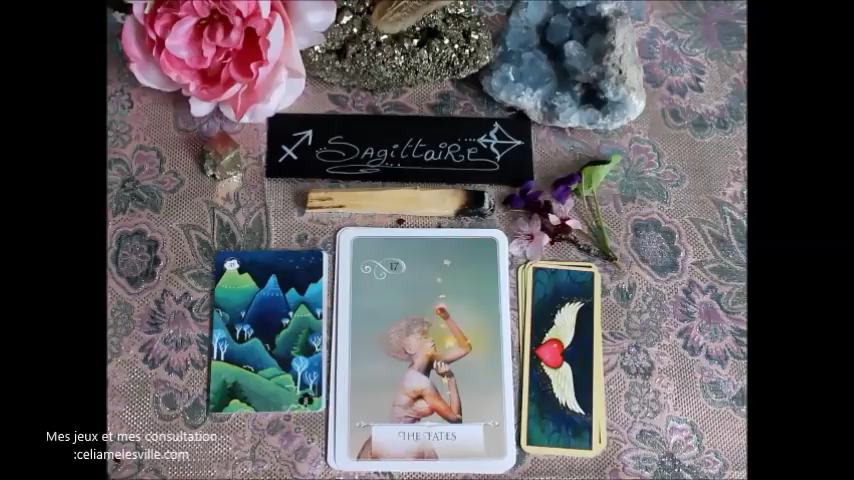 Sagittaire
17
THE FATES
Mes jeux et mes consultation
:celiamelesville.com